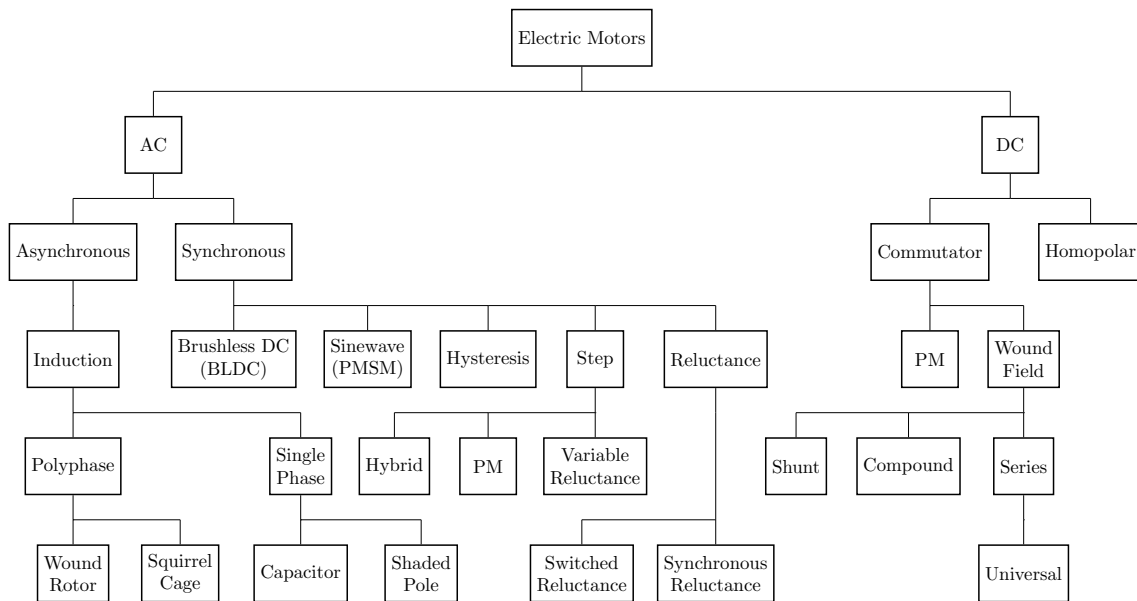 Electric Motors
AC
DC
Asynchronous
Synchronous
Commutator
Homopolar
Induction
Brushless DC
(BLDC)
Sinewave
(PMSM)
Hysteresis
Step
Reluctance
PM
Wound
Field
Polyphase
Single
Phase
Hybrid
PM
Variable
Reluctance
Shunt
Compound
Series
Wound
Rotor
Squirrel
Cage
Capacitor
Shaded
Pole
Switched
Reluctance
Synchronous
Reluctance
Universal